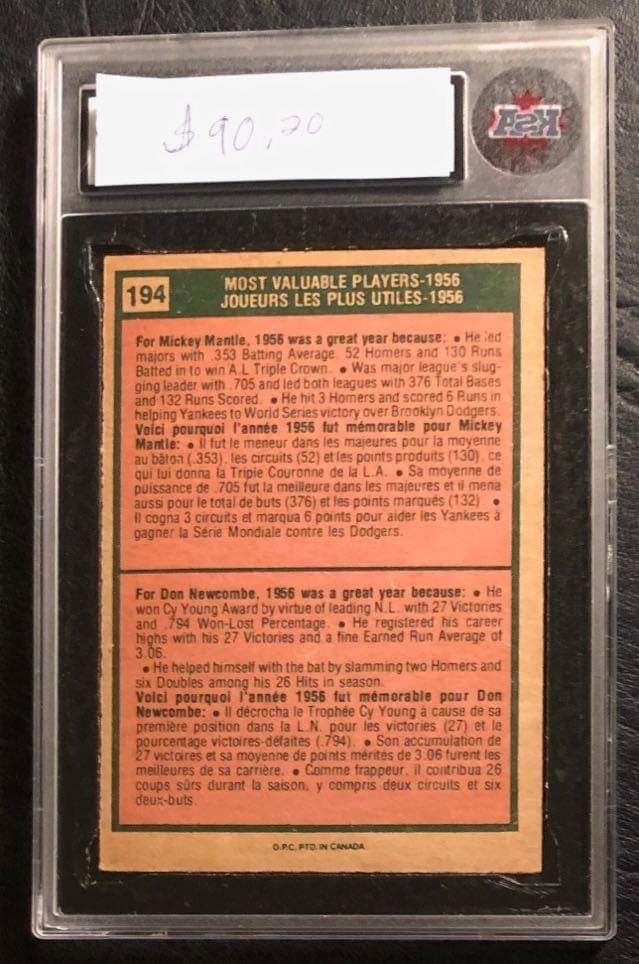 $90,20
KSA
194
MOST VALUABLE PLAYERS-1956
JOUEURS LES PLUS UTILES-1956
For Mickey Mantle, 1956 was a great year because: • He led
majors with .353 Batting Average. 52 Homers and 130 Runs
Batted in to win A.L Triple Crown. • Was major league's slug-
ging leader with .705 and led both leagues with 376 Total Bases
and 132 Runs Scored. • He hit 3 Homers and scored 6 Runs in
helping Yankees to World Series victory over Brooklyn Dodgers.
Voici pourquoi l'année 1956 fut mémorable pour Mickey
Mantle: • Il fut le meneur dans les majeures pour la moyenne
au bâton (.353), les circuits (52) et les points produits (130), ce
qui lui donna la Triple Couronne de la L.A. • Sa moyenne de
puissance de .705 fut la meilleure dans les majeures et il mena
aussi pour le total de buts (376) et les points marqués (132) •
Il cogna 3 circuits et marqua 6 points pour aider les Yankees à
gagner la Série Mondiale contre les Dodgers.
For Don Newcombe, 1956 was a great year because: • He
won Cy Young Award by virtue of leading N.L. with 27 Victories
and .794 Won-Lost Percentage. • He registered his career
highs with his 27 Victories and a fine Earned Run Average of
3.06.
• He helped himself with the bat by slamming two Homers and
six Doubles among his 26 Hits in season.
Voici pourquoi l'année 1956 fut mémorable pour Don
Newcombe: • Il décrocha le Trophée Cy Young à cause de sa
première position dans la L.N. pour les victoires (27) et le
pourcentage victoires-défaites (.794). • Son accumulation de
27 victoires et sa moyenne de points mérités de 3.06 furent les
meilleures de sa carrière. • Comme frappeur, il contribua 26
coups sûrs durant la saison, y compris deux circuits et six
deux-buts.
O.P.C. PTD. IN CANADA